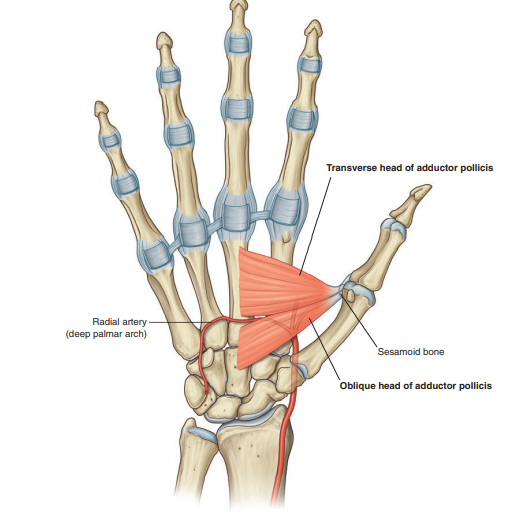 Transverse head of adductor pollicis
Radial artery
(deep palmar arch)
Sesamoid bone
Oblique head of adductor pollicis